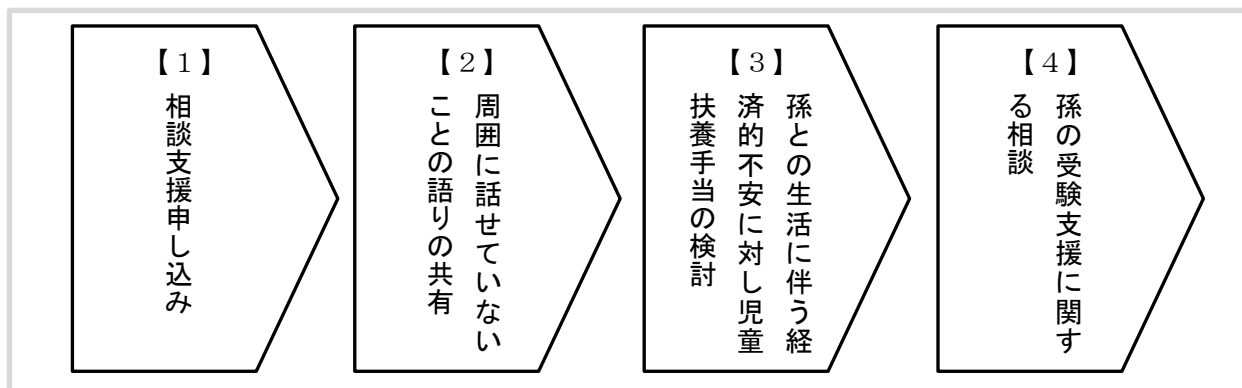 【1】
相談支援申し込み
【2】
周囲に話せていない
ことの語りの共有
【3】
孫との生活に伴う経
済的不安に対し児童
扶養手当の検討
【4】
孫の受験支援に関す
る相談